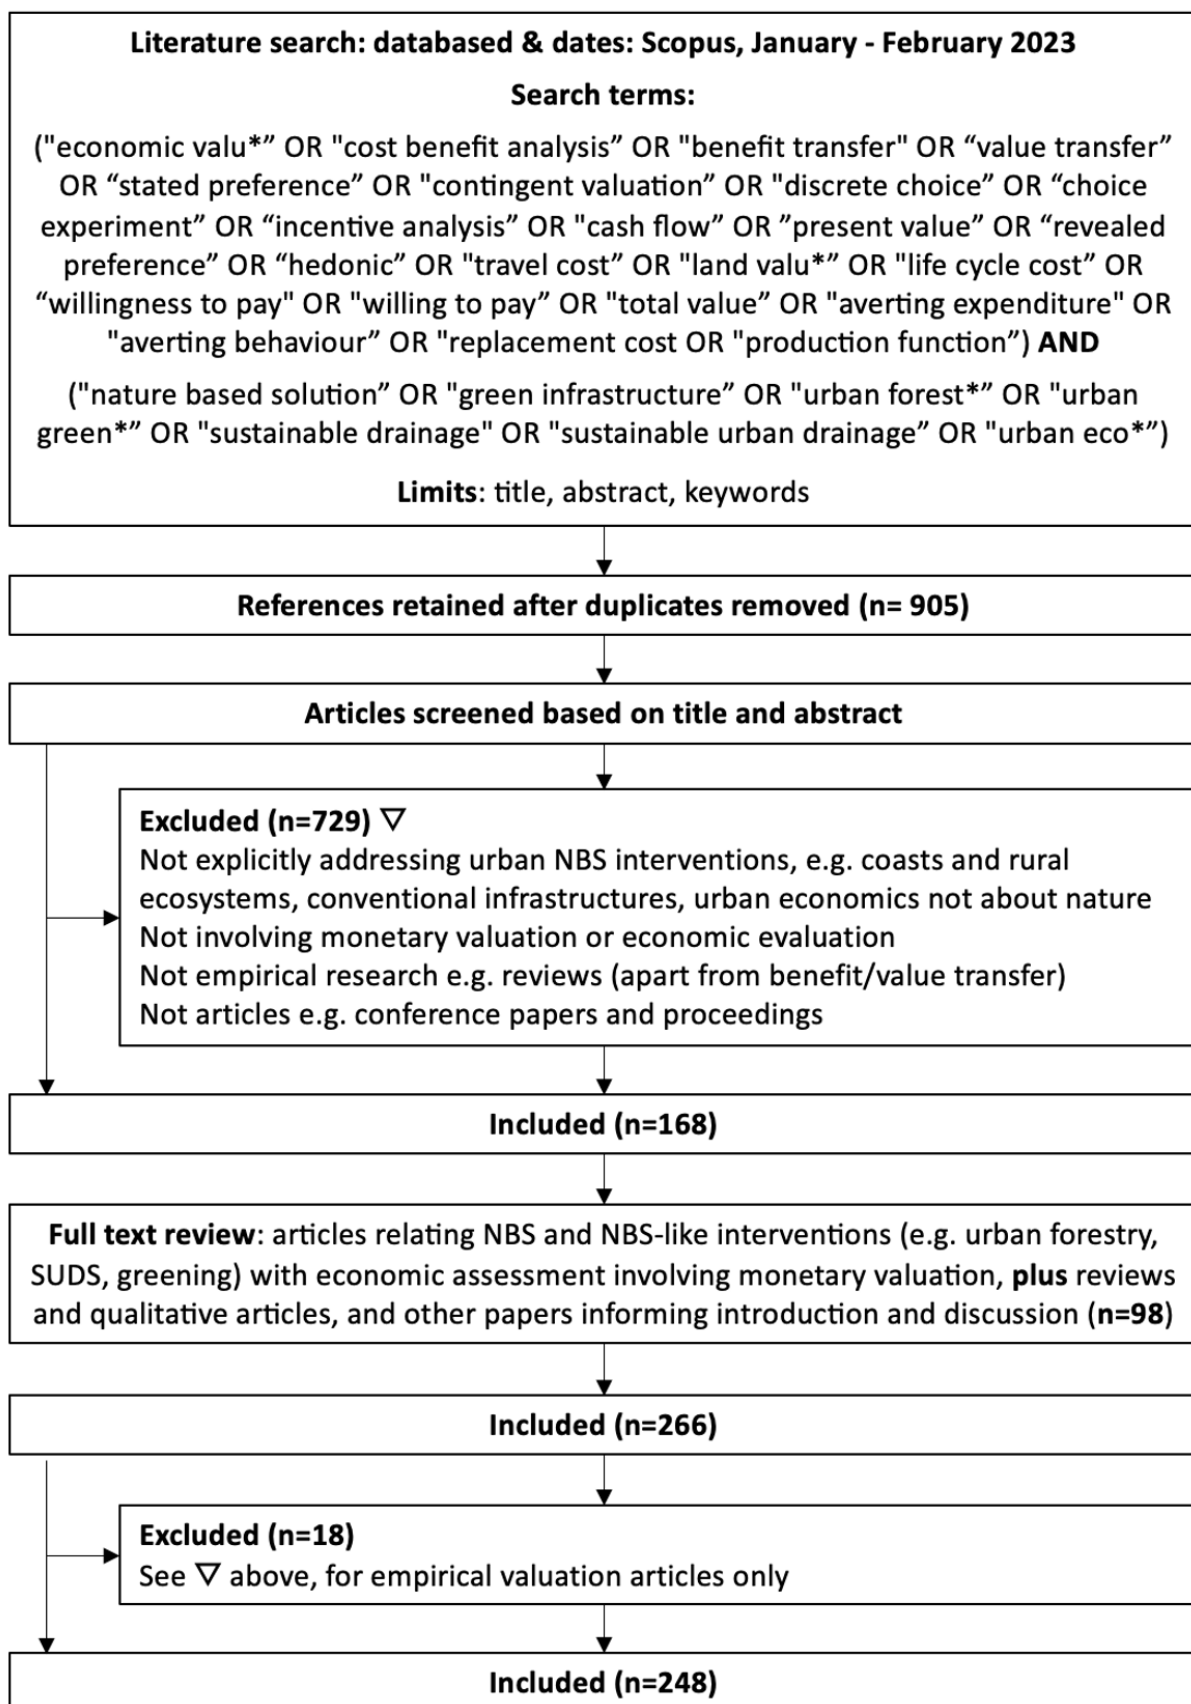 Literature search: databased & dates: Scopus, January - February 2023
Search terms:
("economic valu*” OR "cost benefit analysis” OR "benefit transfer" OR “value transfer”
OR “stated preference” OR "contingent valuation” OR "discrete choice” OR “choice
experiment” OR “incentive analysis” OR "cash flow” OR ”present value” OR “revealed
preference” OR “hedonic” OR "travel cost” OR "land valu*” OR "life cycle cost” OR
“willingness to pay" OR "willing to pay” OR "total value” OR "averting expenditure" OR
"averting behaviour” OR "replacement cost OR "production function”) AND
("nature based solution” OR "green infrastructure” OR "urban forest*” OR "urban
green*” OR "sustainable drainage" OR "sustainable urban drainage” OR "urban eco*”)
Limits: title, abstract, keywords
References retained after duplicates removed (n= 905)
Articles screened based on title and abstract
Excluded (n=729) ▽
Not explicitly addressing urban NBS interventions, e.g. coasts and rural
ecosystems, conventional infrastructures, urban economics not about nature
Not involving monetary valuation or economic evaluation
Not empirical research e.g. reviews (apart from benefit/value transfer)
Not articles e.g. conference papers and proceedings
Included (n=168)
Full text review: articles relating NBS and NBS-like interventions (e.g. urban forestry,
SUDS, greening) with economic assessment involving monetary valuation, plus reviews
and qualitative articles, and other papers informing introduction and discussion (n=98)
Included (n=266)
Excluded (n=18)
See ▽ above, for empirical valuation articles only
Included (n=248)